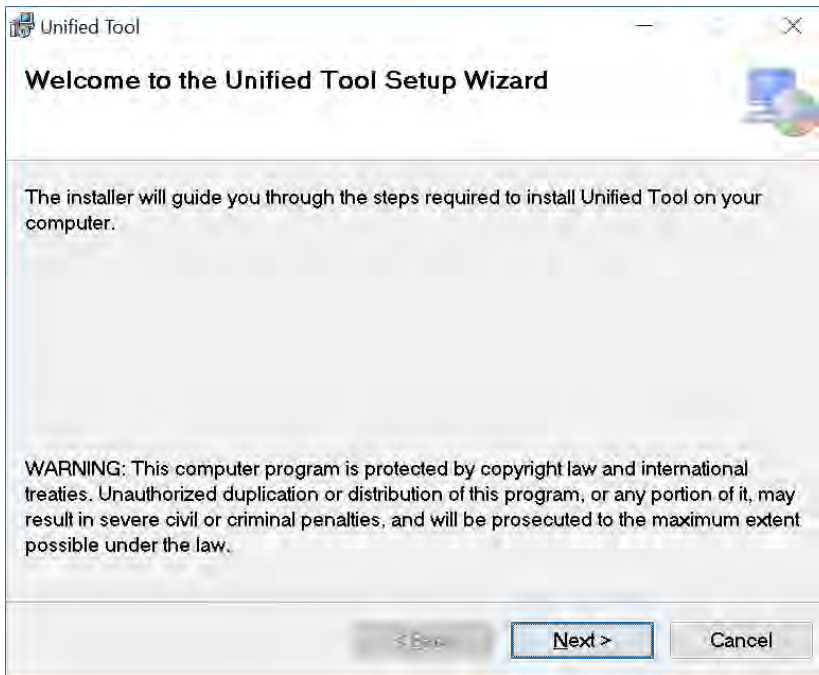 Unified Tool
Welcome to the Unified Tool Setup Wizard
The installer will guide you through the steps required to install Unified Tool on your
computer.
WARNING: This computer program is protected by copyright law and international
treaties. Unauthorized duplication or distribution of this program, or any portion of it, may
result in severe civil or criminal penalties, and will be prosecuted to the maximum extent
possible under the law.
< Back Next > Cancel